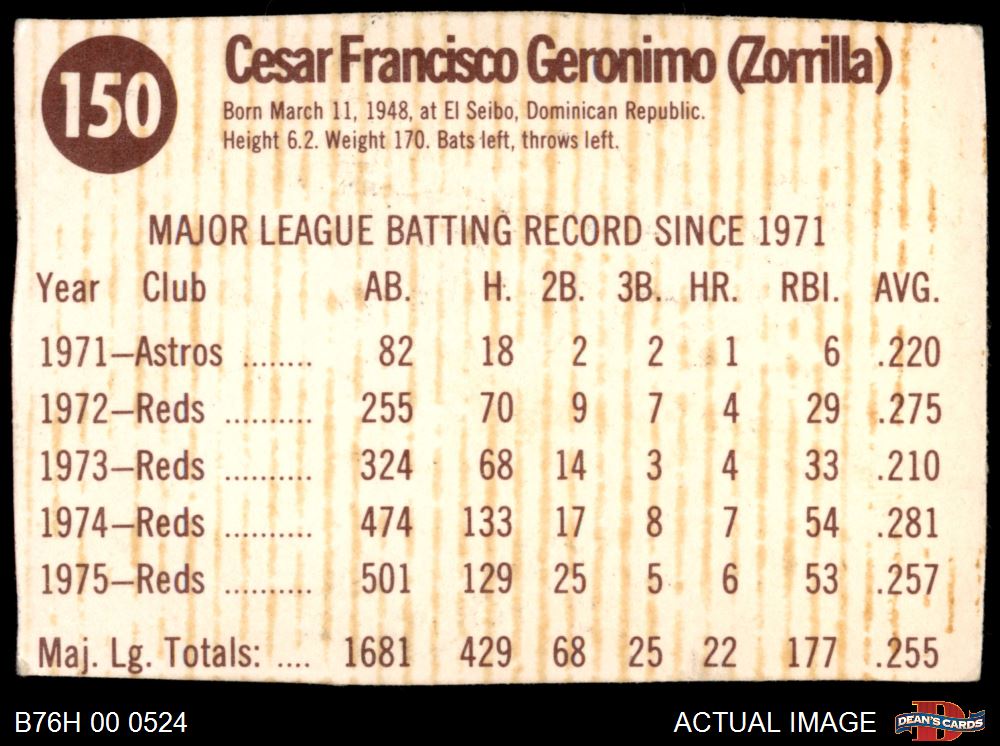 150
Cesar Francisco Geronimo (Zorrilla)
Born March 11, 1948, at El Seibo, Dominican Republic.
Height 6.2. Weight 170. Bats left, throws left.
MAJOR LEAGUE BATTING RECORD SINCE 1971
Year Club AB. H. 2B. 3B. HR. RBI. AVG.
1971—Astros ........ 82 18 2 2 1 6 .220
1972—Reds .......... 255 70 9 7 4 29 .275
1973—Reds .......... 324 68 14 3 4 33 .210
1974—Reds .......... 474 133 17 8 7 54 .281
1975—Reds .......... 501 129 25 5 6 53 .257
Maj. Lg. Totals: .... 1681 429 68 25 22 177 .255
B76H 00 0524 ACTUAL IMAGE DEAN'S CARDS